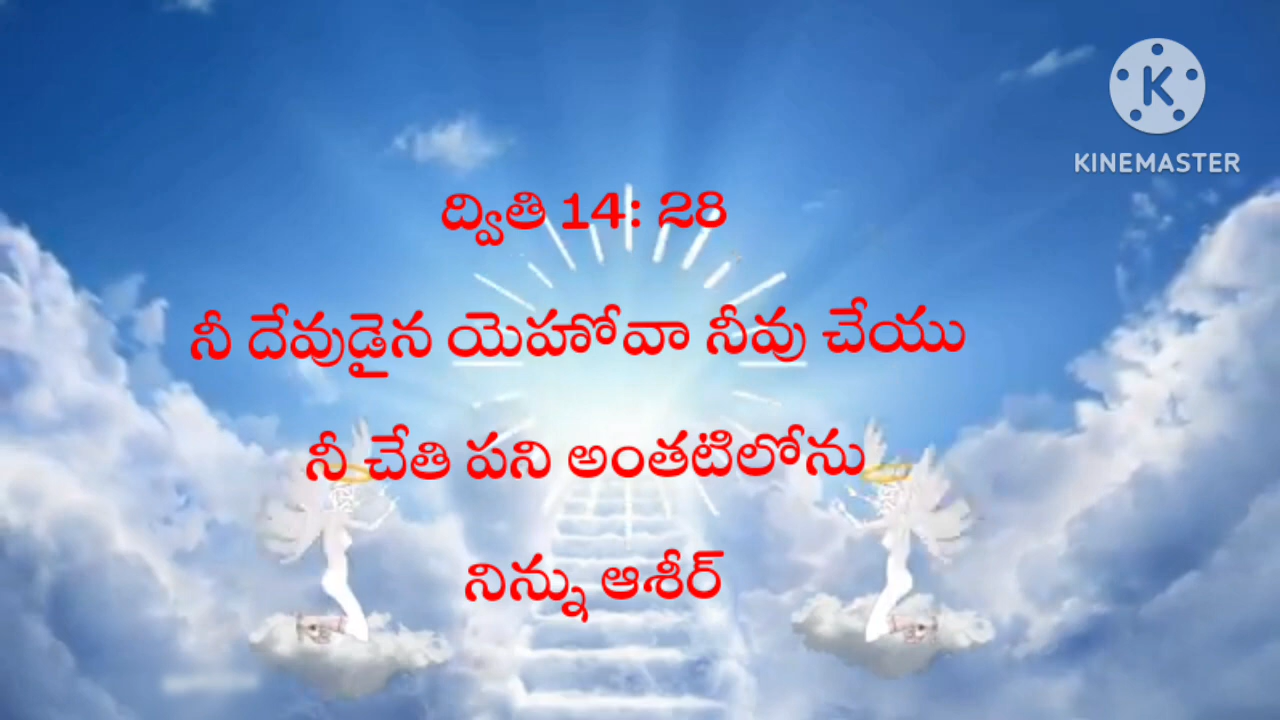 KINEMASTER
ద్వితి 14: 28
నీ దేవుడైన యెహోవా నీవు చేయు
నీ చేతి పని అంతటిలోను
నిన్ను ఆశీర్